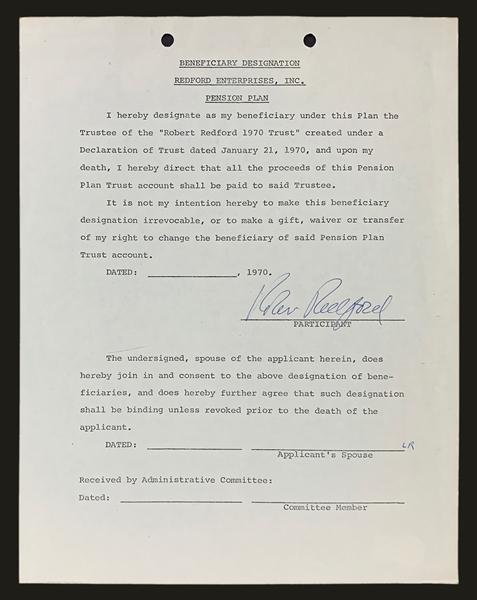 BENEFICIARY DESIGNATION
REDFORD ENTERPRISES, INC.
PENSION PLAN
I hereby designate as my beneficiary under this Plan the
Trustee of the "Robert Redford 1970 Trust" created under a
Declaration of Trust dated January 21, 1970, and upon my
death, I hereby direct that all the proceeds of this Pension
Plan Trust account shall be paid to said Trustee.
It is not my intention hereby to make this beneficiary
designation irrevocable, or to make a gift, waiver or transfer
of my right to change the beneficiary of said Pension Plan
Trust account.
DATED: ____________, 1970.
Redford
PARTICIPANT
The undersigned, spouse of the applicant herein, does
hereby join in and consent to the above designation of bene-
ficiaries, and does hereby further agree that such designation
shall be binding unless revoked prior to the death of the
applicant.
DATED: ____________ ____________ LR
Applicant's Spouse
Received by Administrative Committee:
Dated: ____________ ____________
Committee Member